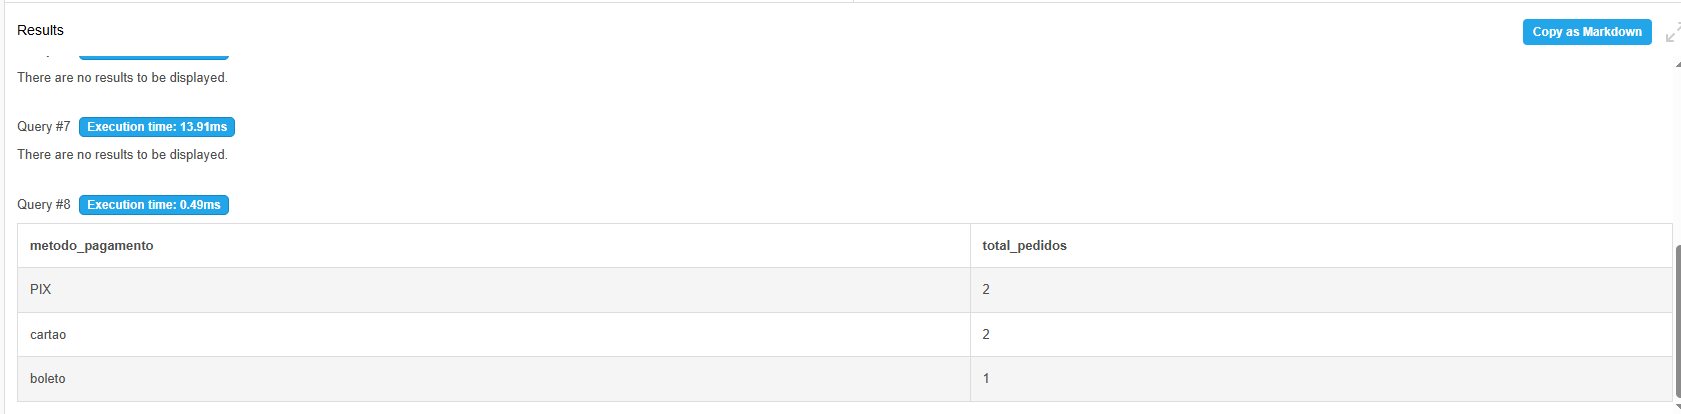 Results
Copy as Markdown
There are no results to be displayed.
Query #7 Execution time: 13.91ms
There are no results to be displayed.
Query #8 Execution time: 0.49ms
metodo_pagamento total_pedidos
PIX 2
cartao 2
boleto 1